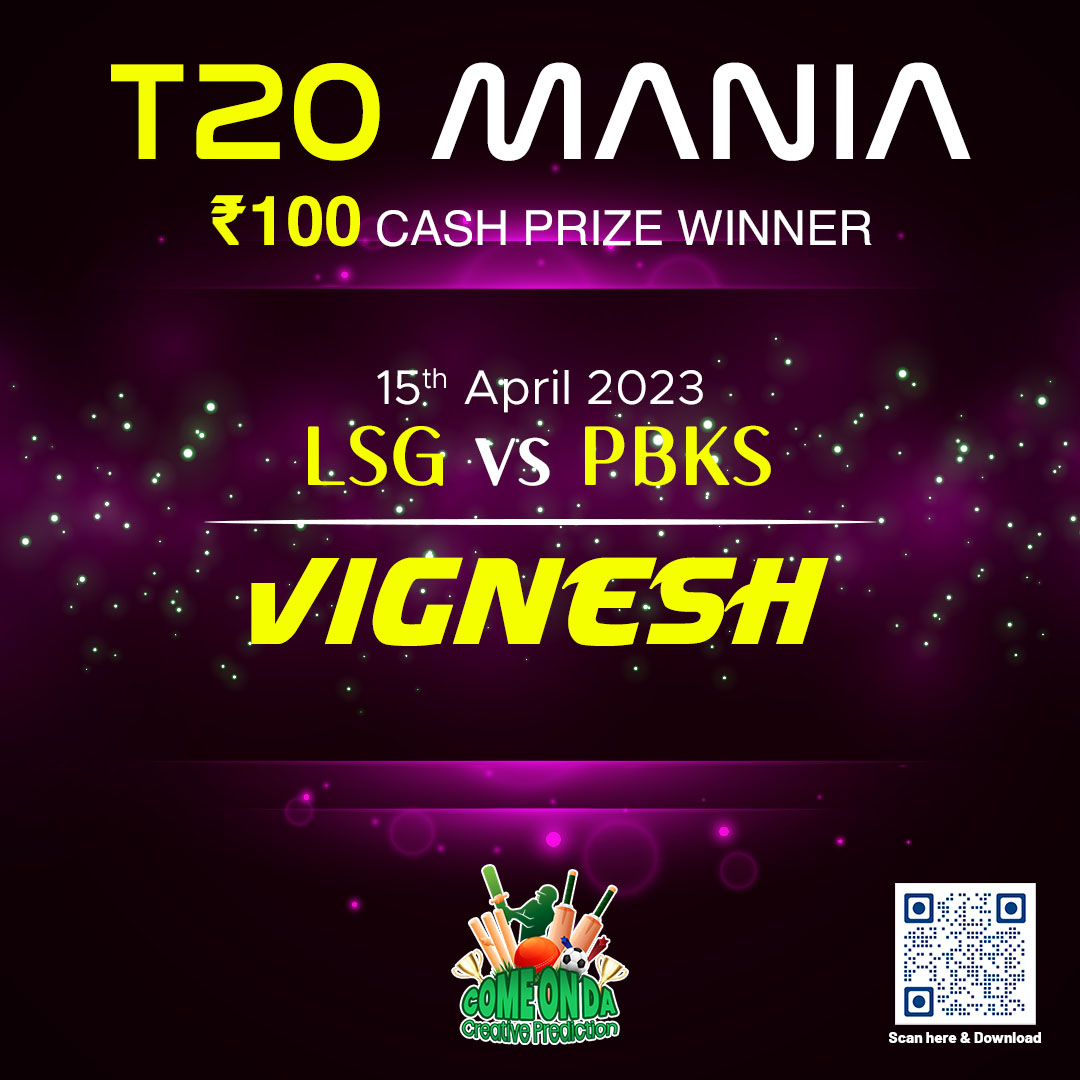 T20 MANIA
₹100 CASH PRIZE WINNER
15th April 2023
LSG VS PBKS
VIGNESH
COME ON DA
Creative Prediction
Scan here & Download